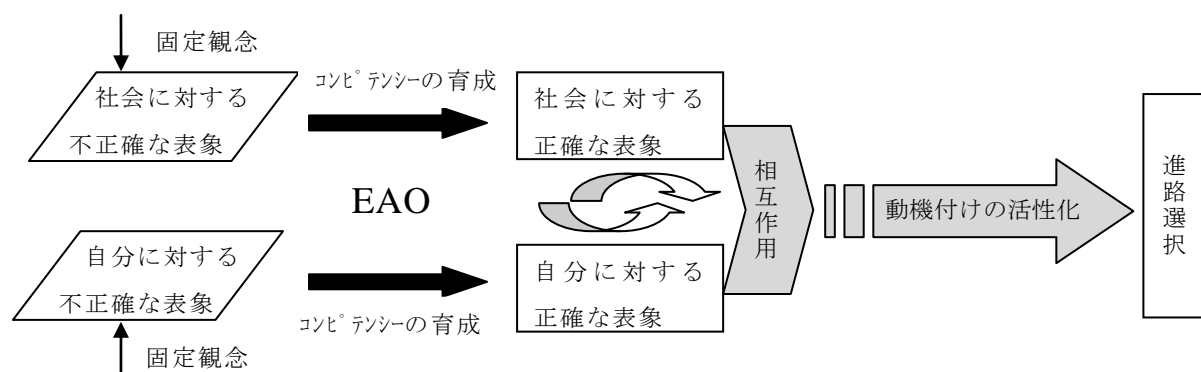 固定観念
社会に対する
不正確な表象
ｺﾝﾋﾟﾃﾝｼｰの育成
社会に対する
正確な表象
EAO
相互作用
動機付けの活性化
進路選択
自分に対する
不正確な表象
ｺﾝﾋﾟﾃﾝｼｰの育成
自分に対する
正確な表象
固定観念